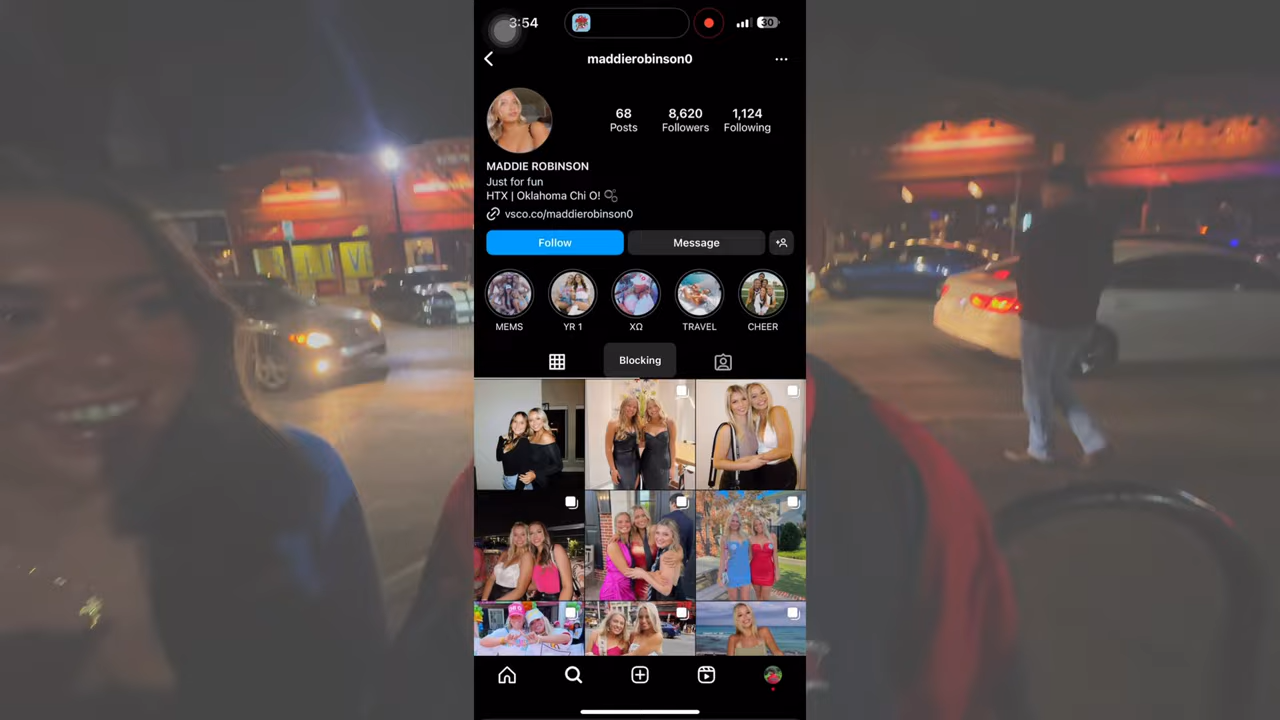 3:54
30
maddierobinson0
68
8,620
1,124
Posts
Followers
Following
MADDIE ROBINSON
Just for fun
HTX | Oklahoma Chi O!
vsco.co/maddierobinson0
Follow
Message
MEMS
YR 1
XΩ
TRAVEL
CHEER
Blocking